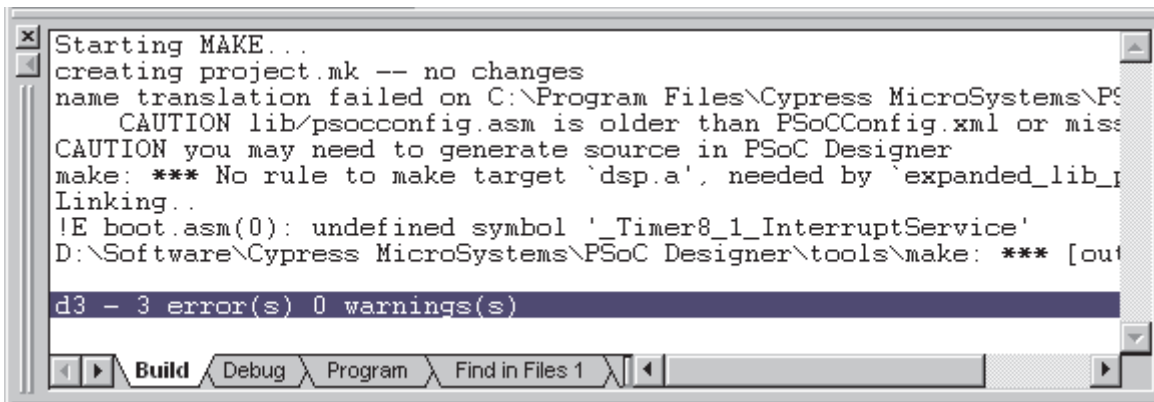 Starting MAKE...
creating project.mk -- no changes
name translation failed on C:\Program Files\Cypress MicroSystems\PS
CAUTION lib/psocconfig.asm is older than PSoCConfig.xml or miss
CAUTION you may need to generate source in PSoC Designer
make: *** No rule to make target `dsp.a', needed by `expanded_lib_p
Linking..
!E boot.asm(0): undefined symbol '_Timer8_1_InterruptService'
D:\Software\Cypress MicroSystems\PSoC Designer\tools\make: *** [out
d3 - 3 error(s) 0 warnings(s)
Build Debug Program Find in Files 1